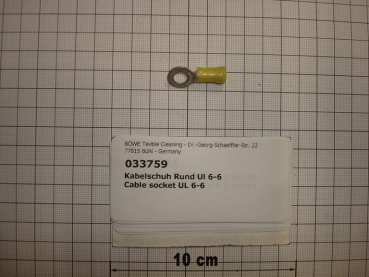 BÖWE Textile Cleaning - Dr.-Georg-Schaeffler-Str. 22
77815 Bühl - Germany
033759
Kabelschuh Rund Ul 6-6
Cable socket UL 6-6
10 cm